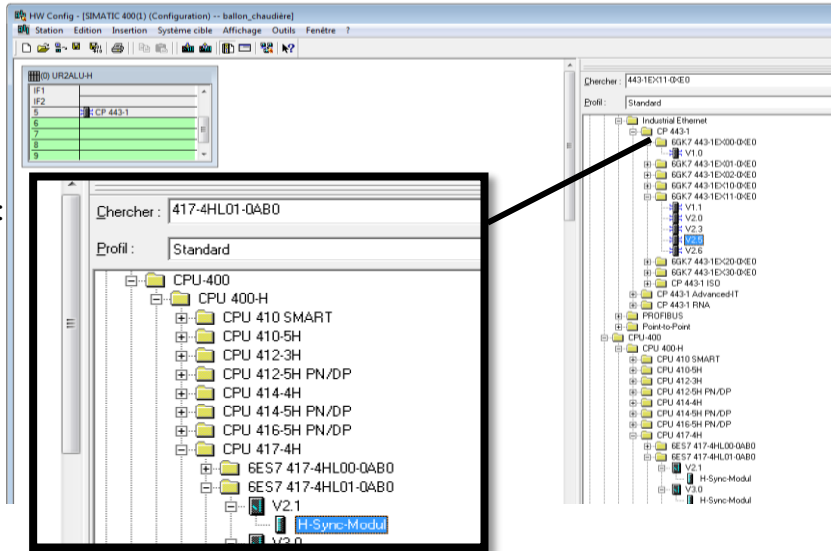 HW Config - [SIMATIC 400(1) (Configuration) -- ballon_chaudière]
Station Edition Insertion Système cible Affichage Outils Fenêtre ?
(0) UR2ALU-H
IF1
IF2
5 CP 443-1
6
7
8
9
:
Chercher : 417-4HL01-0AB0
Profil : Standard
CPU-400
CPU 400-H
CPU 410 SMART
CPU 410-5H
CPU 412-3H
CPU 412-5H PN/DP
CPU 414-4H
CPU 414-5H PN/DP
CPU 416-5H PN/DP
CPU 417-4H
6ES7 417-4HL00-0AB0
6ES7 417-4HL01-0AB0
V2.1
H-Sync-Modul
V3.0
Chercher : 443-1EX11-0XE0
Profil : Standard
Industrial Ethernet
CP 443-1
6GK7 443-1EX00-0XE0
V1.0
6GK7 443-1EX01-0XE0
6GK7 443-1EX02-0XE0
6GK7 443-1EX10-0XE0
6GK7 443-1EX11-0XE0
V1.1
V2.0
V2.3
V2.5
V2.6
6GK7 443-1EX20-0XE0
6GK7 443-1EX30-0XE0
CP 443-1 ISO
CP 443-1 Advanced-IT
CP 443-1 RNA
PROFIBUS
Point-to-Point
CPU-400
CPU 400-H
CPU 410 SMART
CPU 410-5H
CPU 412-3H
CPU 412-5H PN/DP
CPU 414-4H
CPU 414-5H PN/DP
CPU 416-5H PN/DP
CPU 417-4H
6ES7 417-4HL00-0AB0
6ES7 417-4HL01-0AB0
V2.1
H-Sync-Modul
V3.0
H-Sync-Modul